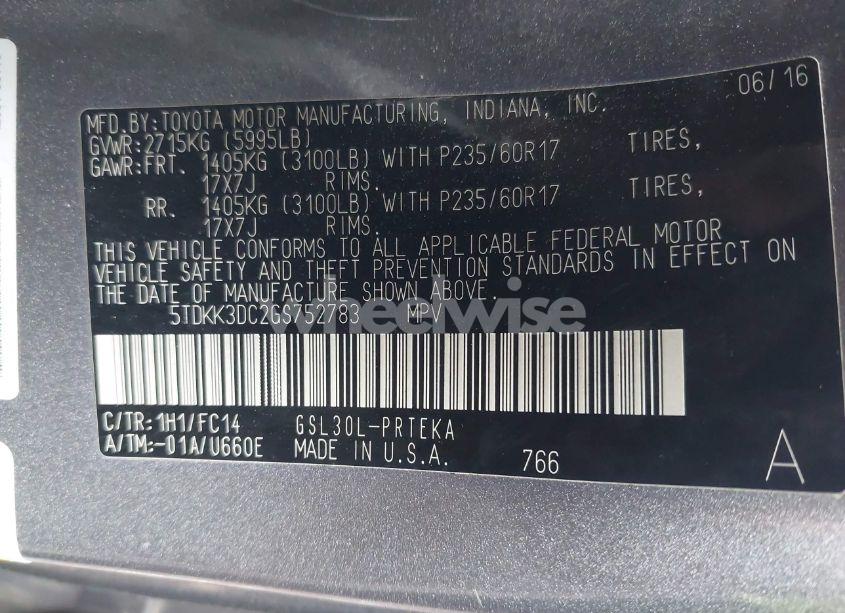 06/16
MFD.BY:TOYOTA MOTOR MANUFACTURING, INDIANA, INC.
GVWR:2715KG (5995LB)
GAWR:FRT. 1405KG (3100LB) WITH P235/60R17 TIRES,
17X7J RIMS.
RR. 1405KG (3100LB) WITH P235/60R17 TIRES,
17X7J RIMS.
THIS VEHICLE CONFORMS TO ALL APPLICABLE FEDERAL MOTOR
VEHICLE SAFETY AND THEFT PREVENTION STANDARDS IN EFFECT ON
THE DATE OF MANUFACTURE SHOWN ABOVE.
5TDKK3DC2GS752783 MPV
wheelwise
C/TR:1H1/FC14 GSL30L-PRTEKA
A/TM:-01A/U660E MADE IN U.S.A. 766 A